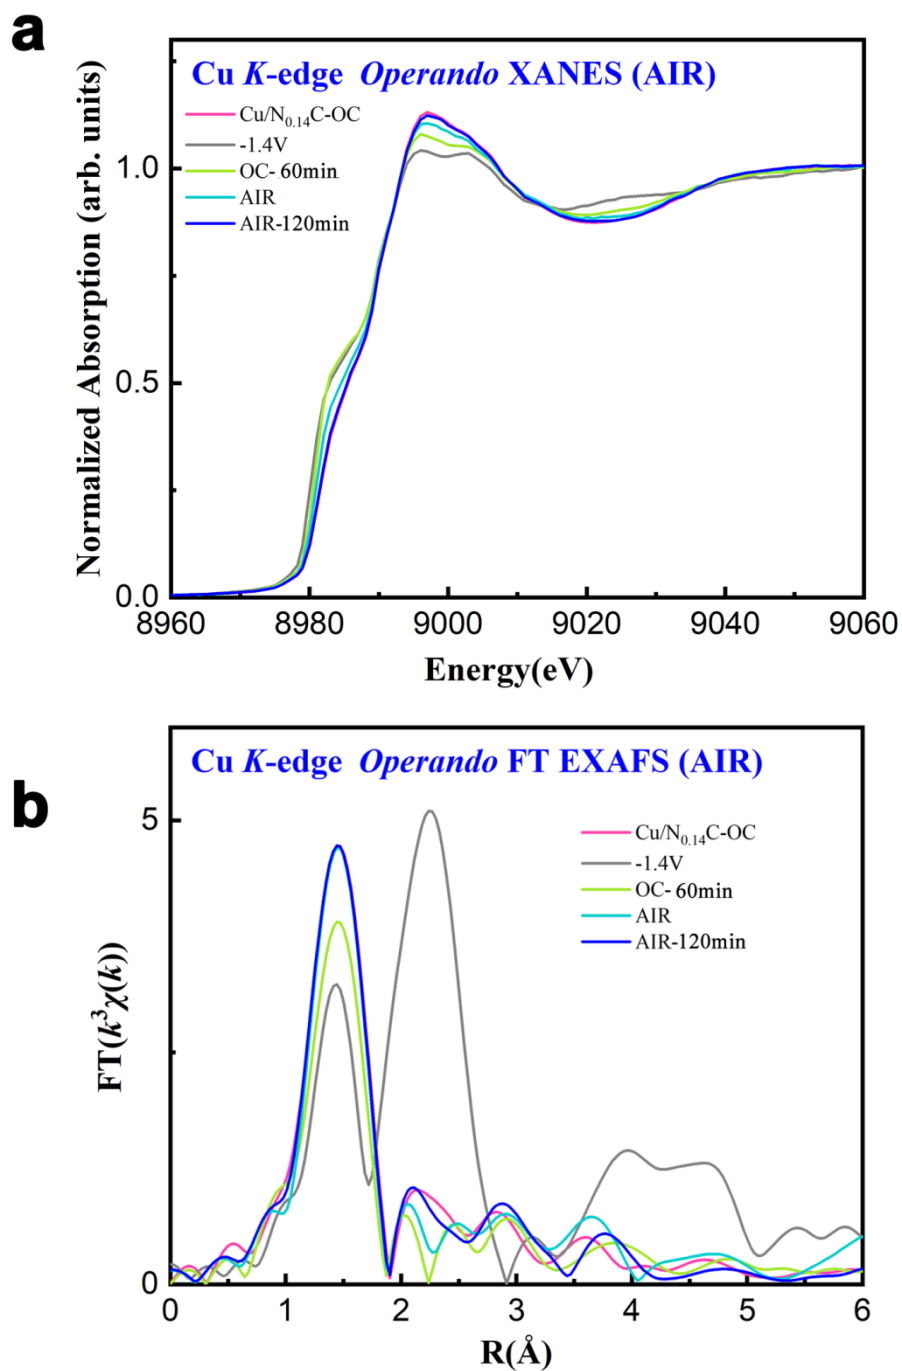 a
Cu K-edge Operando XANES (AIR)
Cu/N0.14C-OC
-1.4V
OC- 60min
AIR
AIR-120min
Normalized Absorption (arb. units)
1.0
0.5
0.0
8960 8980 9000 9020 9040 9060
Energy(eV)
b
Cu K-edge Operando FT EXAFS (AIR)
Cu/N0.14C-OC
-1.4V
OC- 60min
AIR
AIR-120min
FT(k³χ(k))
5
0
0 1 2 3 4 5 6
R(Å)